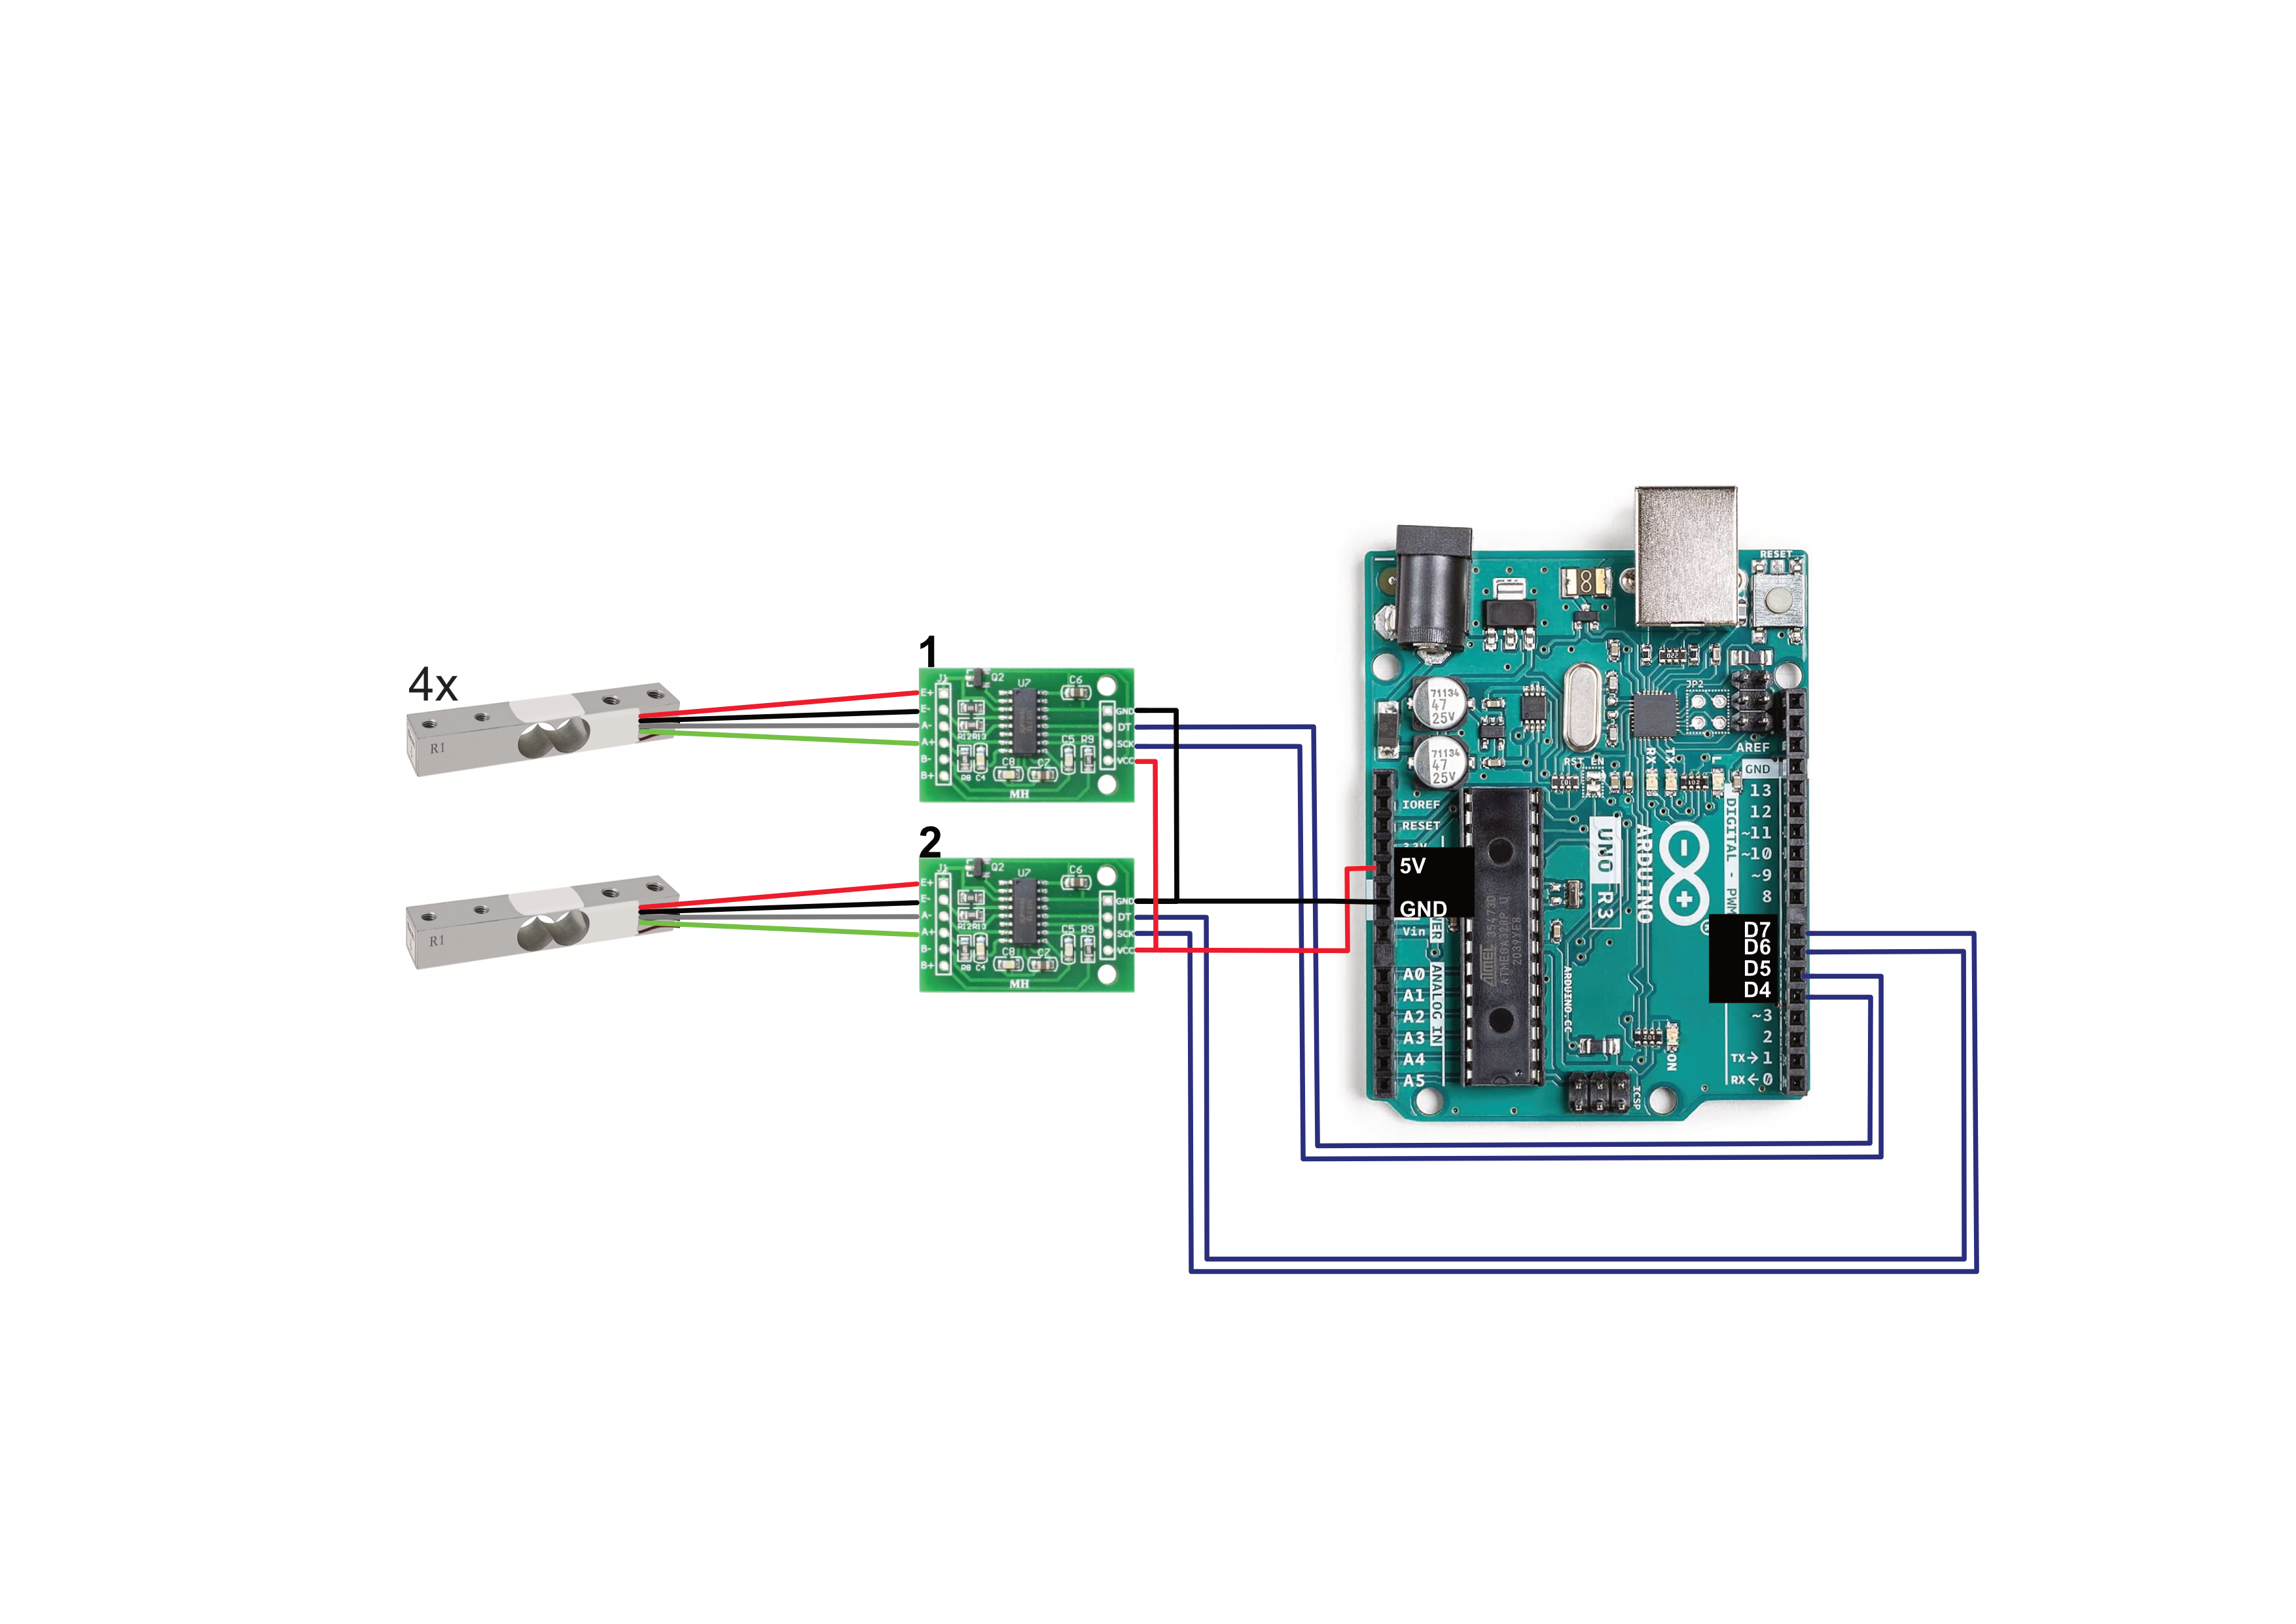 4x
R1
R1
1
J1
Q2
U7
C6
E+
E-
A-
A+
B-
B+
R12 R13
R8 C4
C8
C7
C5 R9
MH
GND
DT
SCK
VCC
2
J1
Q2
U7
C6
E+
E-
A-
A+
B-
B+
R12 R13
R8 C4
C8
C7
C5 R9
MH
GND
DT
SCK
VCC
RESET
71134
47
25V
71134
47
25V
JP2
RST EN
RX
TX
L
AREF
GND
13
12
~11
~10
~9
8
D7
D6
D5
D4
~3
2
TX→1
RX←0
DIGITAL - PWM
IOREF
RESET
5V
GND
Vin
A0
A1
A2
A3
A4
A5
ANALOG IN
ATMEL
ATMEGA328P U
UNO R3
ARDUINO
ARDUINO.CC
ON
ICSP